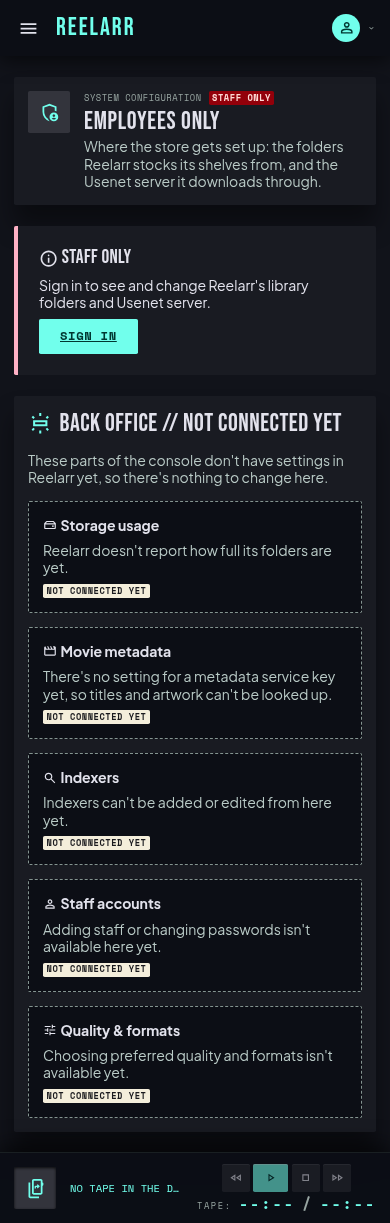 REELARR
SYSTEM CONFIGURATION STAFF ONLY
EMPLOYEES ONLY
Where the store gets set up: the folders
Reelarr stocks its shelves from, and the
Usenet server it downloads through.
STAFF ONLY
Sign in to see and change Reelarr's library
folders and Usenet server.
SIGN IN
BACK OFFICE // NOT CONNECTED YET
These parts of the console don't have settings in
Reelarr yet, so there's nothing to change here.
Storage usage
Reelarr doesn't report how full its folders are
yet.
NOT CONNECTED YET
Movie metadata
There's no setting for a metadata service key
yet, so titles and artwork can't be looked up.
NOT CONNECTED YET
Indexers
Indexers can't be added or edited from here
yet.
NOT CONNECTED YET
Staff accounts
Adding staff or changing passwords isn't
available here yet.
NOT CONNECTED YET
Quality & formats
Choosing preferred quality and formats isn't
available yet.
NOT CONNECTED YET
NO TAPE IN THE D…
TAPE: --:-- / --:--